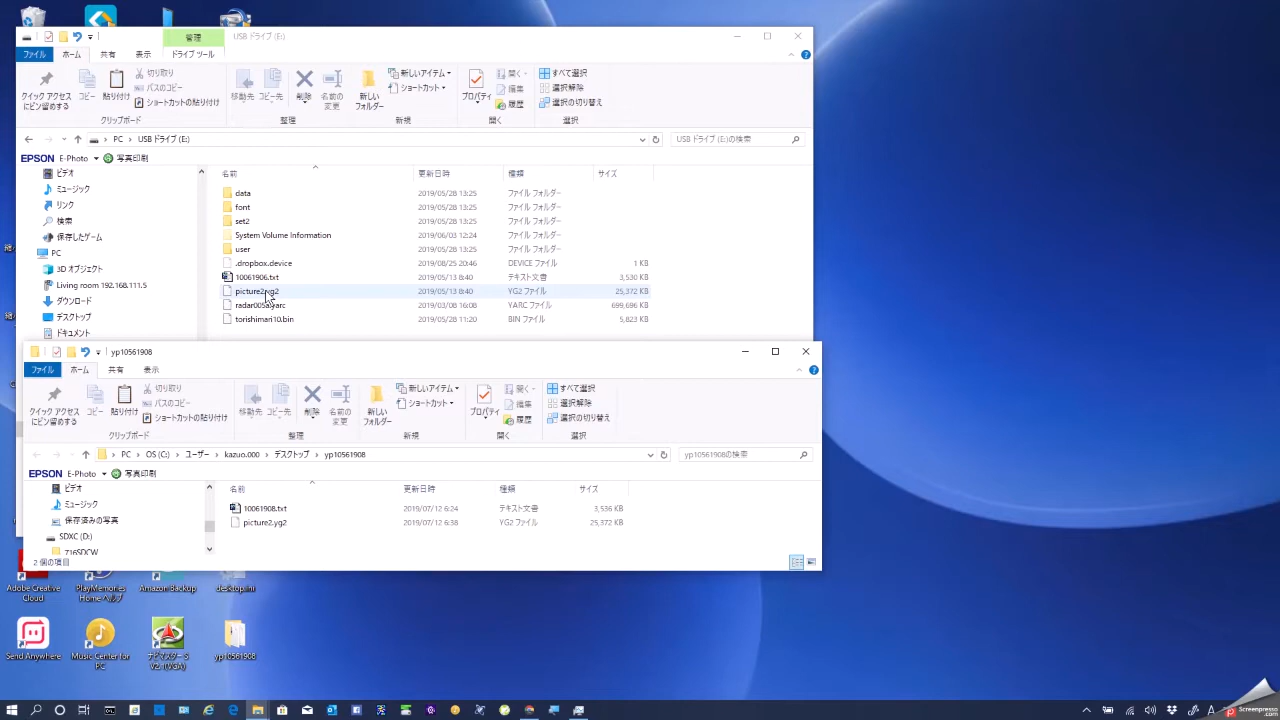 管理
USB ドライブ (E:)
ファイル ホーム 共有 表示 ドライブ ツール
クイック アクセスにピン留めする
コピー
貼り付け
切り取り
パスのコピー
ショートカットの貼り付け
移動先
コピー先
削除
名前の変更
新しいフォルダー
新しいアイテム
ショートカット
プロパティ
開く
編集
履歴
すべて選択
選択解除
選択の切り替え
クリップボード 整理 新規 開く 選択
PC USB ドライブ (E:) USB ドライブ (E:)の検索
EPSON E-Photo 写真印刷
名前 更新日時 種類 サイズ
ビデオ
ミュージック
リンク
検索
保存したゲーム
PC
3D オブジェクト
Living room 192.168.111.5
ダウンロード
デスクトップ
ドキュメント
data 2019/05/28 13:25 ファイル フォルダー
font 2019/05/28 13:25 ファイル フォルダー
set2 2019/05/28 13:25 ファイル フォルダー
System Volume Information 2019/06/03 12:24 ファイル フォルダー
user 2019/05/28 13:25 ファイル フォルダー
.dropbox.device 2019/08/25 20:46 DEVICE ファイル 1 KB
10061906.txt 2019/05/13 8:40 テキスト文書 3,530 KB
picture2.yg2 2019/05/13 8:40 YG2 ファイル 25,372 KB
2019/03/08 16:08 YARC ファイル 699,696 KB
torishimari10.bin 2019/05/28 11:20 BIN ファイル 5,823 KB
yp10561908
ファイル ホーム 共有 表示
クイック アクセスにピン留めする
コピー
貼り付け
切り取り
パスのコピー
ショートカットの貼り付け
移動先
コピー先
削除
名前の変更
新しいフォルダー
新しいアイテム
ショートカット
プロパティ
開く
編集
履歴
すべて選択
選択解除
選択の切り替え
クリップボード 整理 新規 開く 選択
PC OS (C:) ユーザー kazuo.000 デスクトップ yp10561908 yp10561908の検索
EPSON E-Photo 写真印刷
名前 更新日時 種類 サイズ
ビデオ
ミュージック
保存済みの写真
SDXC (D:)
716SDCW
10061908.txt 2019/07/12 6:24 テキスト文書 3,536 KB
picture2.yg2 2019/07/12 6:38 YG2 ファイル 25,372 KB
2 個の項目
Adobe Creative Cloud
PlayMemories Home ヘルプ
Amazon Backup
desktop.ini
Send Anywhere
Music Center for PC
ナビマスターS V2. (VGA)
yp10561908
Screenpresso
.com